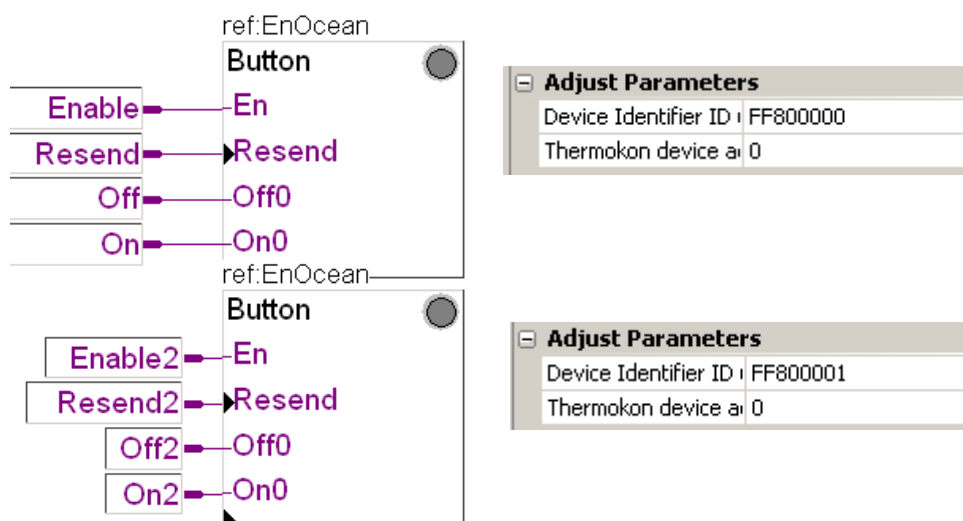 ref:EnOcean
Button
Enable En
Resend Resend
Off Off0
On On0
Adjust Parameters
Device Identifier ID FF800000
Thermokon device 0
ref:EnOcean
Button
Enable2 En
Resend2 Resend
Off2 Off0
On2 On0
Adjust Parameters
Device Identifier ID FF800001
Thermokon device 0